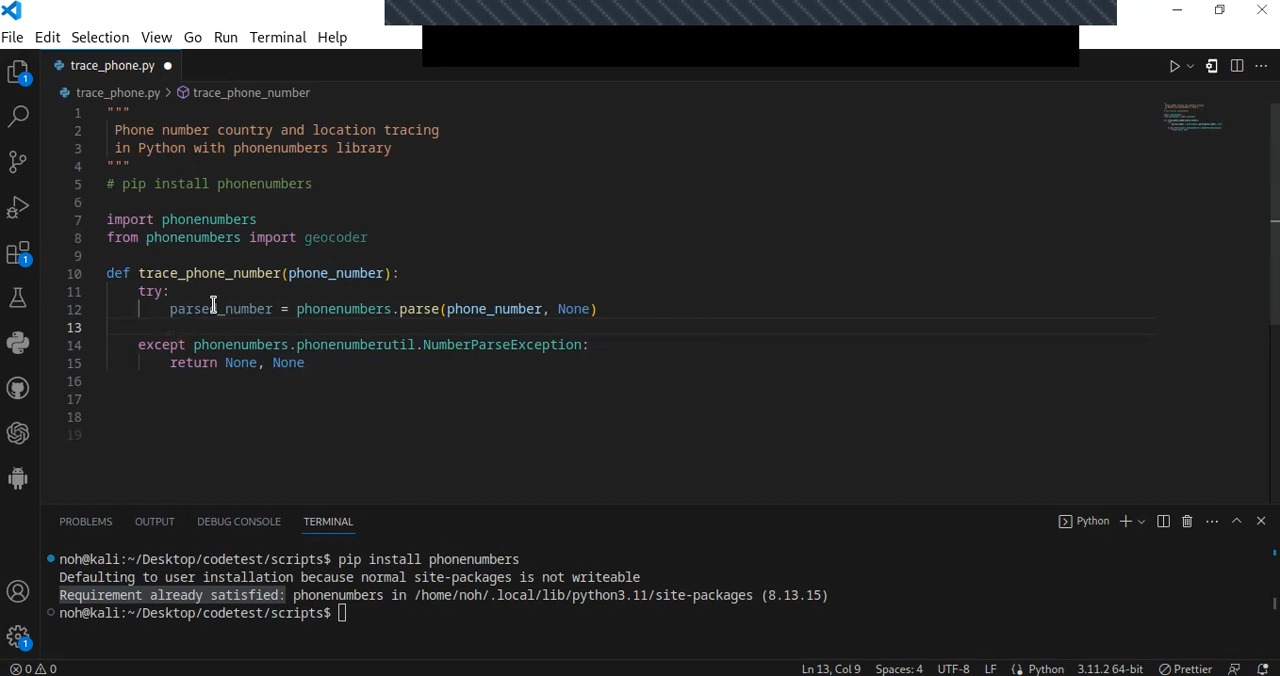 File Edit Selection View Go Run Terminal Help
trace_phone.py
trace_phone.py > trace_phone_number
1 """
2 Phone number country and location tracing
3 in Python with phonenumbers library
4 """
5 # pip install phonenumbers
6
7 import phonenumbers
8 from phonenumbers import geocoder
9
10 def trace_phone_number(phone_number):
11 try:
12 parsed_number = phonenumbers.parse(phone_number, None)
13
14 except phonenumbers.phonenumberutil.NumberParseException:
15 return None, None
16
17
18
19
PROBLEMS OUTPUT DEBUG CONSOLE TERMINAL Python
noh@kali:~/Desktop/codetest/scripts$ pip install phonenumbers
Defaulting to user installation because normal site-packages is not writeable
Requirement already satisfied: phonenumbers in /home/noh/.local/lib/python3.11/site-packages (8.13.15)
noh@kali:~/Desktop/codetest/scripts$
0 0 Ln 13, Col 9 Spaces: 4 UTF-8 LF Python 3.11.2 64-bit Prettier
1
1
1